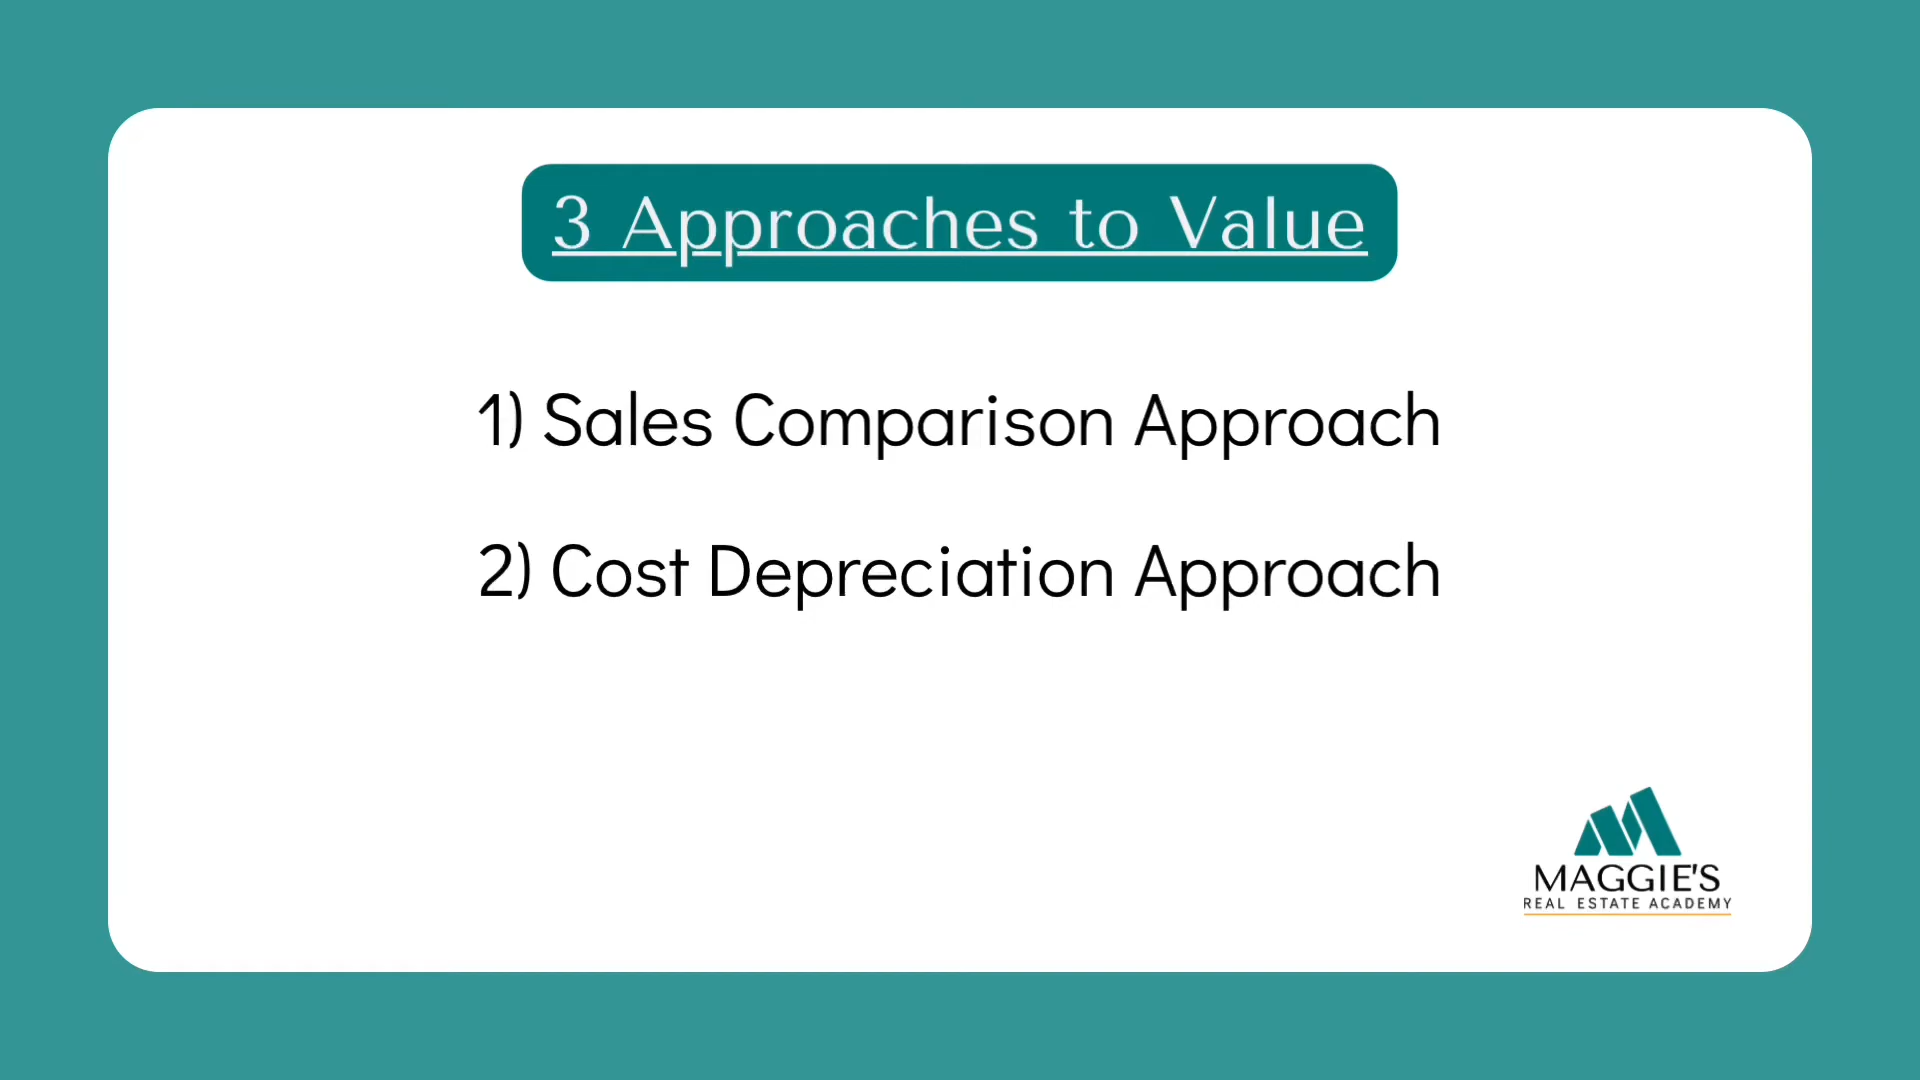 3 Approaches to Value
1) Sales Comparison Approach
2) Cost Depreciation Approach
MAGGIE'S
REAL ESTATE ACADEMY